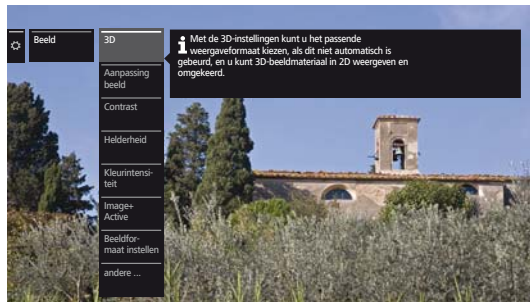 Beeld
3D
Aanpassing
beeld
Contrast
Helderheid
Kleurintensi-
teit
Image+
Active
Beeldfor-
maat instellen
andere ...
Met de 3D-instellingen kunt u het passende
weergaveformaat kiezen, als dit niet automatisch is
gebeurd, en u kunt 3D-beeldmateriaal in 2D weergeven en
omgekeerd.